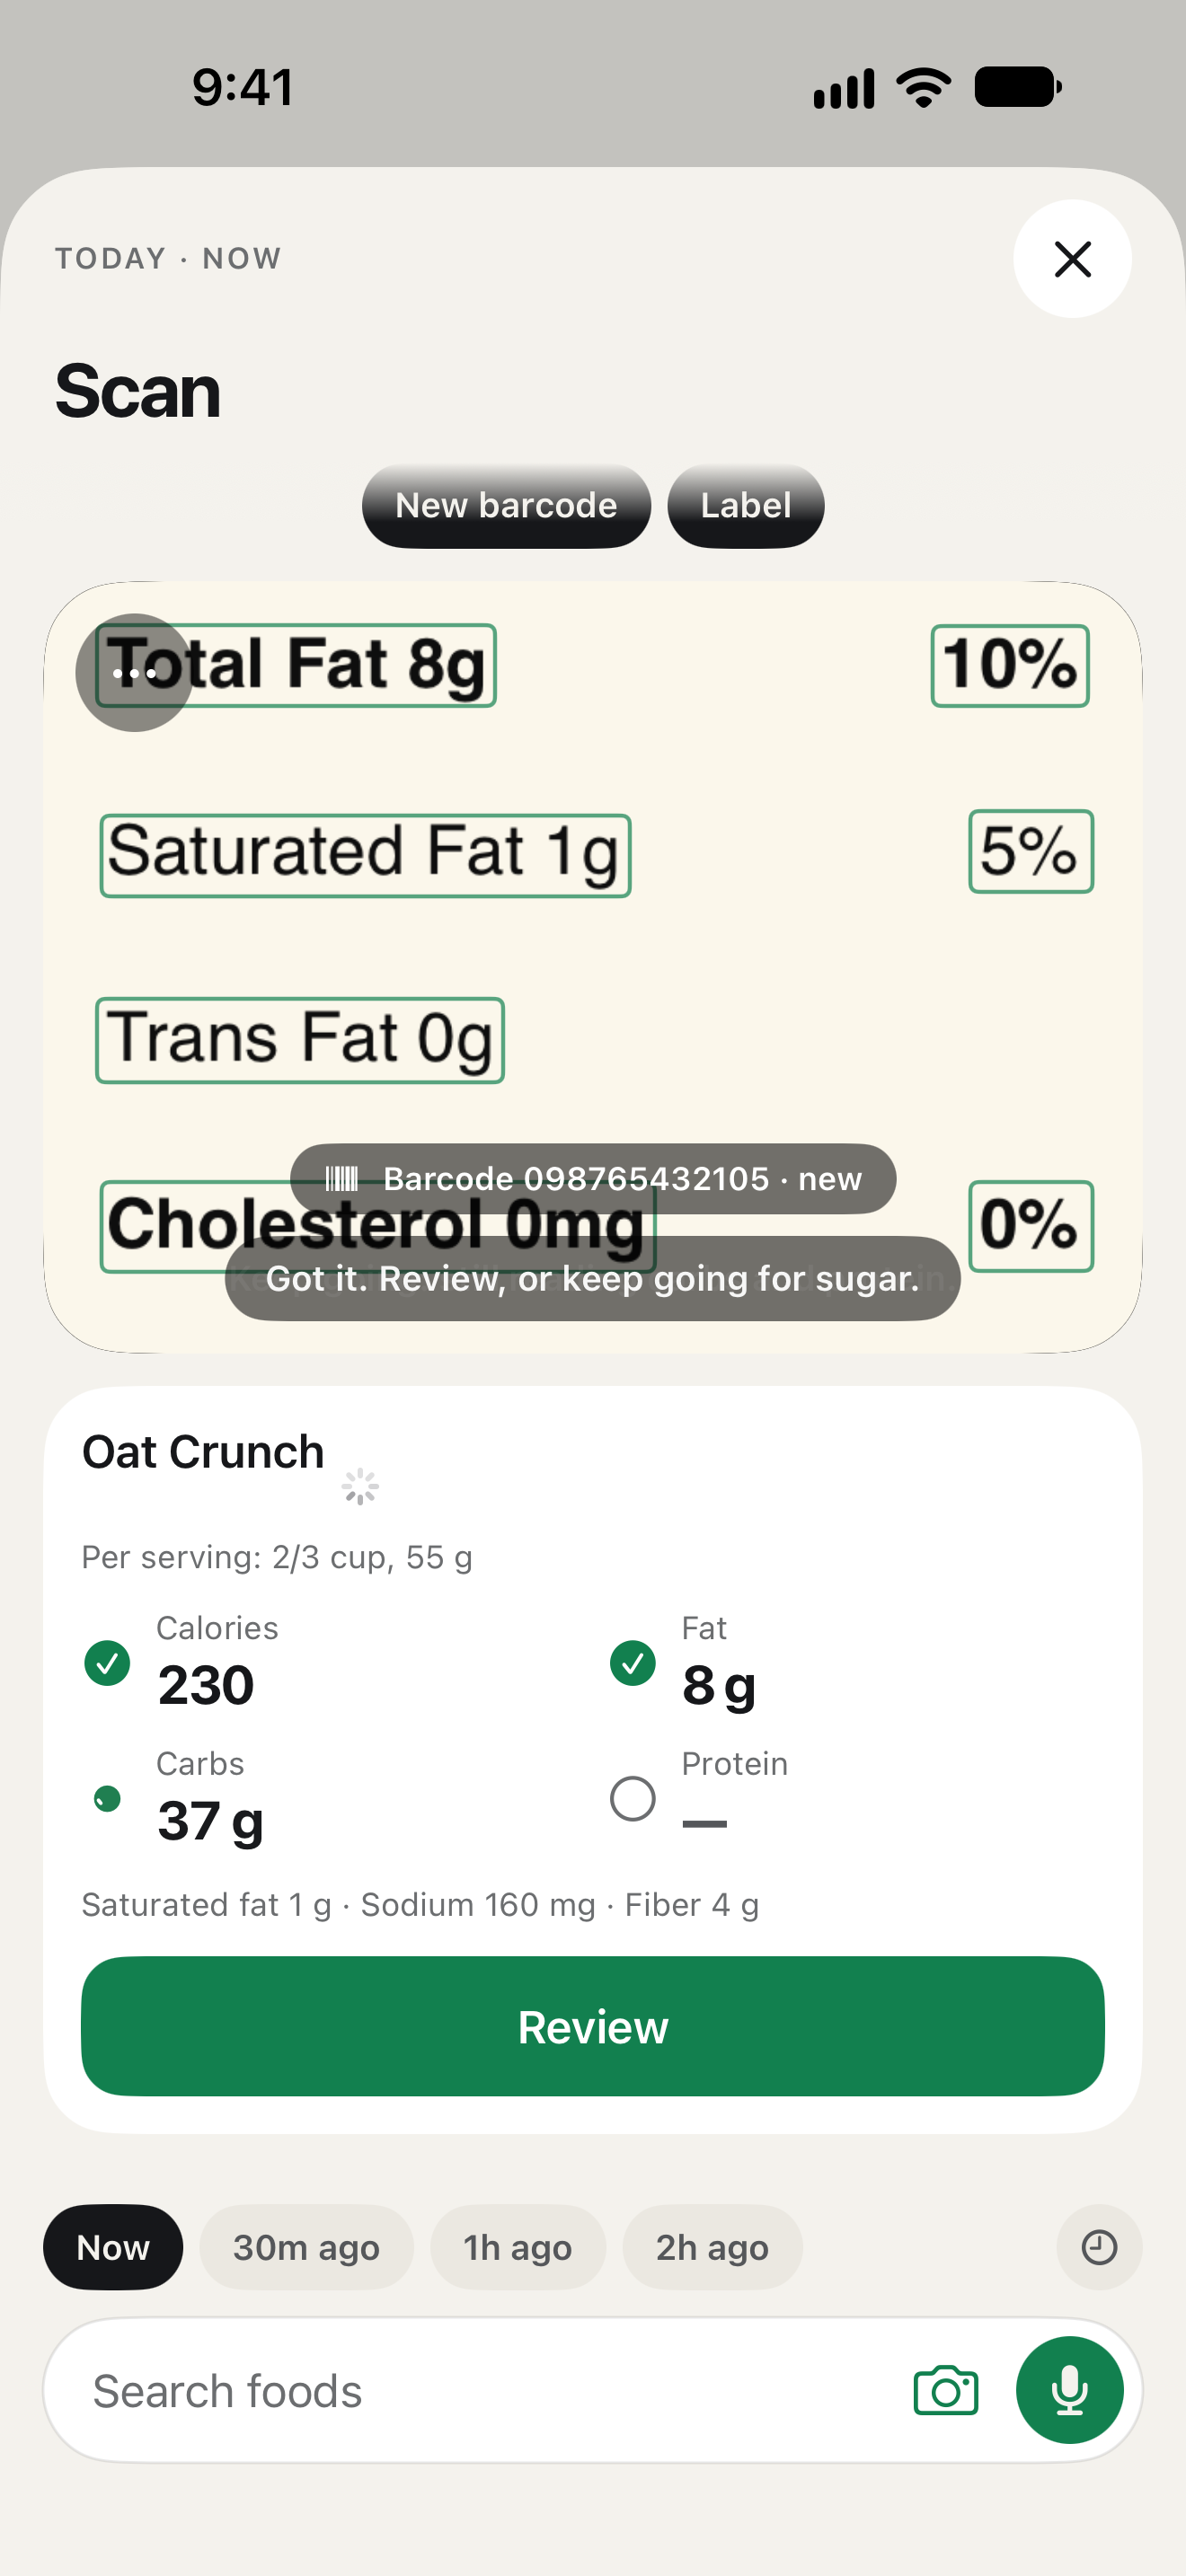 9:41
TODAY · NOW
Scan
New barcode
Label
Total Fat 8g 10%
Saturated Fat 1g 5%
Trans Fat 0g
Barcode 098765432105 · new
Cholesterol 0mg 0%
Got it. Review, or keep going for sugar.
Oat Crunch
Per serving: 2/3 cup, 55 g
Calories
230
Fat
8 g
Carbs
37 g
Protein
—
Saturated fat 1 g · Sodium 160 mg · Fiber 4 g
Review
Now
30m ago
1h ago
2h ago
Search foods